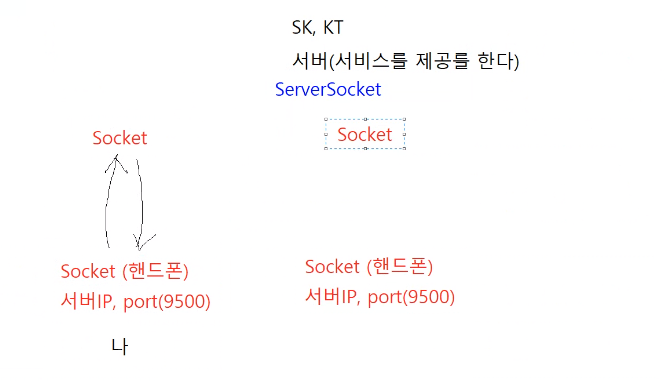 SK, KT
서버(서비스를 제공를 한다)
ServerSocket
Socket
Socket
Socket (핸드폰)
서버IP, port(9500)
Socket (핸드폰)
서버IP, port(9500)
나